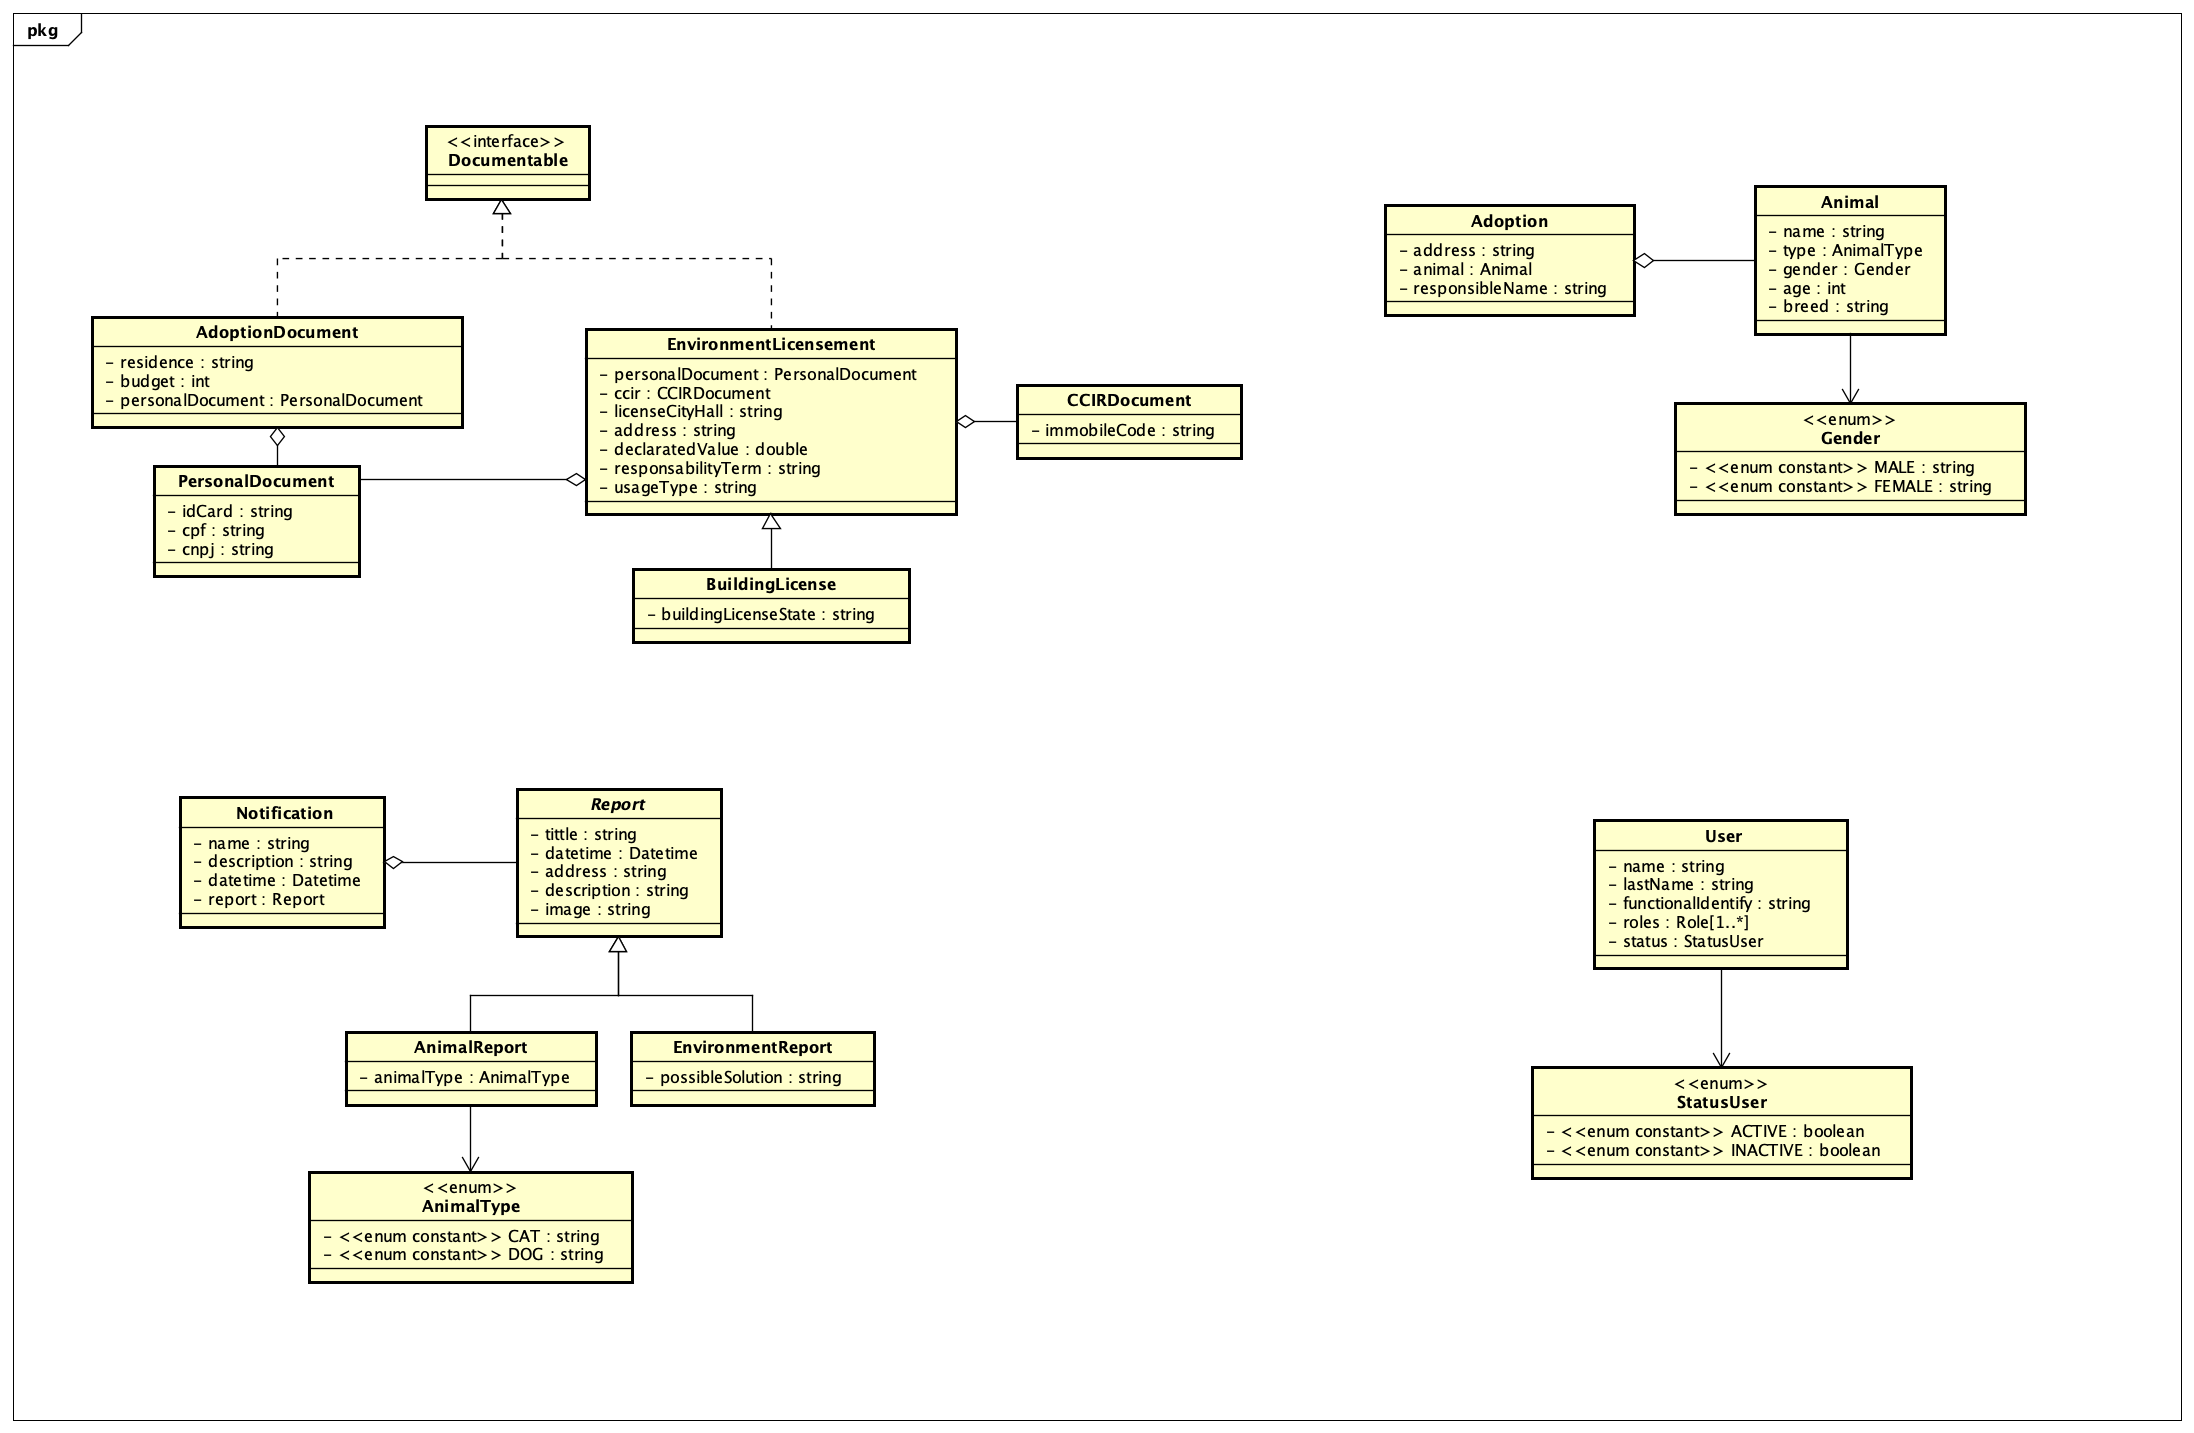 pkg
<<interface>>
Documentable
AdoptionDocument
- residence : string
- budget : int
- personalDocument : PersonalDocument
EnvironmentLicensement
- personalDocument : PersonalDocument
- ccir : CCIRDocument
- licenseCityHall : string
- address : string
- declaratedValue : double
- responsabilityTerm : string
- usageType : string
CCIRDocument
- immobileCode : string
PersonalDocument
- idCard : string
- cpf : string
- cnpj : string
BuildingLicense
- buildingLicenseState : string
Adoption
- address : string
- animal : Animal
- responsibleName : string
Animal
- name : string
- type : AnimalType
- gender : Gender
- age : int
- breed : string
<<enum>>
Gender
- <<enum constant>> MALE : string
- <<enum constant>> FEMALE : string
Notification
- name : string
- description : string
- datetime : Datetime
- report : Report
Report
- tittle : string
- datetime : Datetime
- address : string
- description : string
- image : string
AnimalReport
- animalType : AnimalType
EnvironmentReport
- possibleSolution : string
<<enum>>
AnimalType
- <<enum constant>> CAT : string
- <<enum constant>> DOG : string
User
- name : string
- lastName : string
- functionalIdentify : string
- roles : Role[1..*]
- status : StatusUser
<<enum>>
StatusUser
- <<enum constant>> ACTIVE : boolean
- <<enum constant>> INACTIVE : boolean